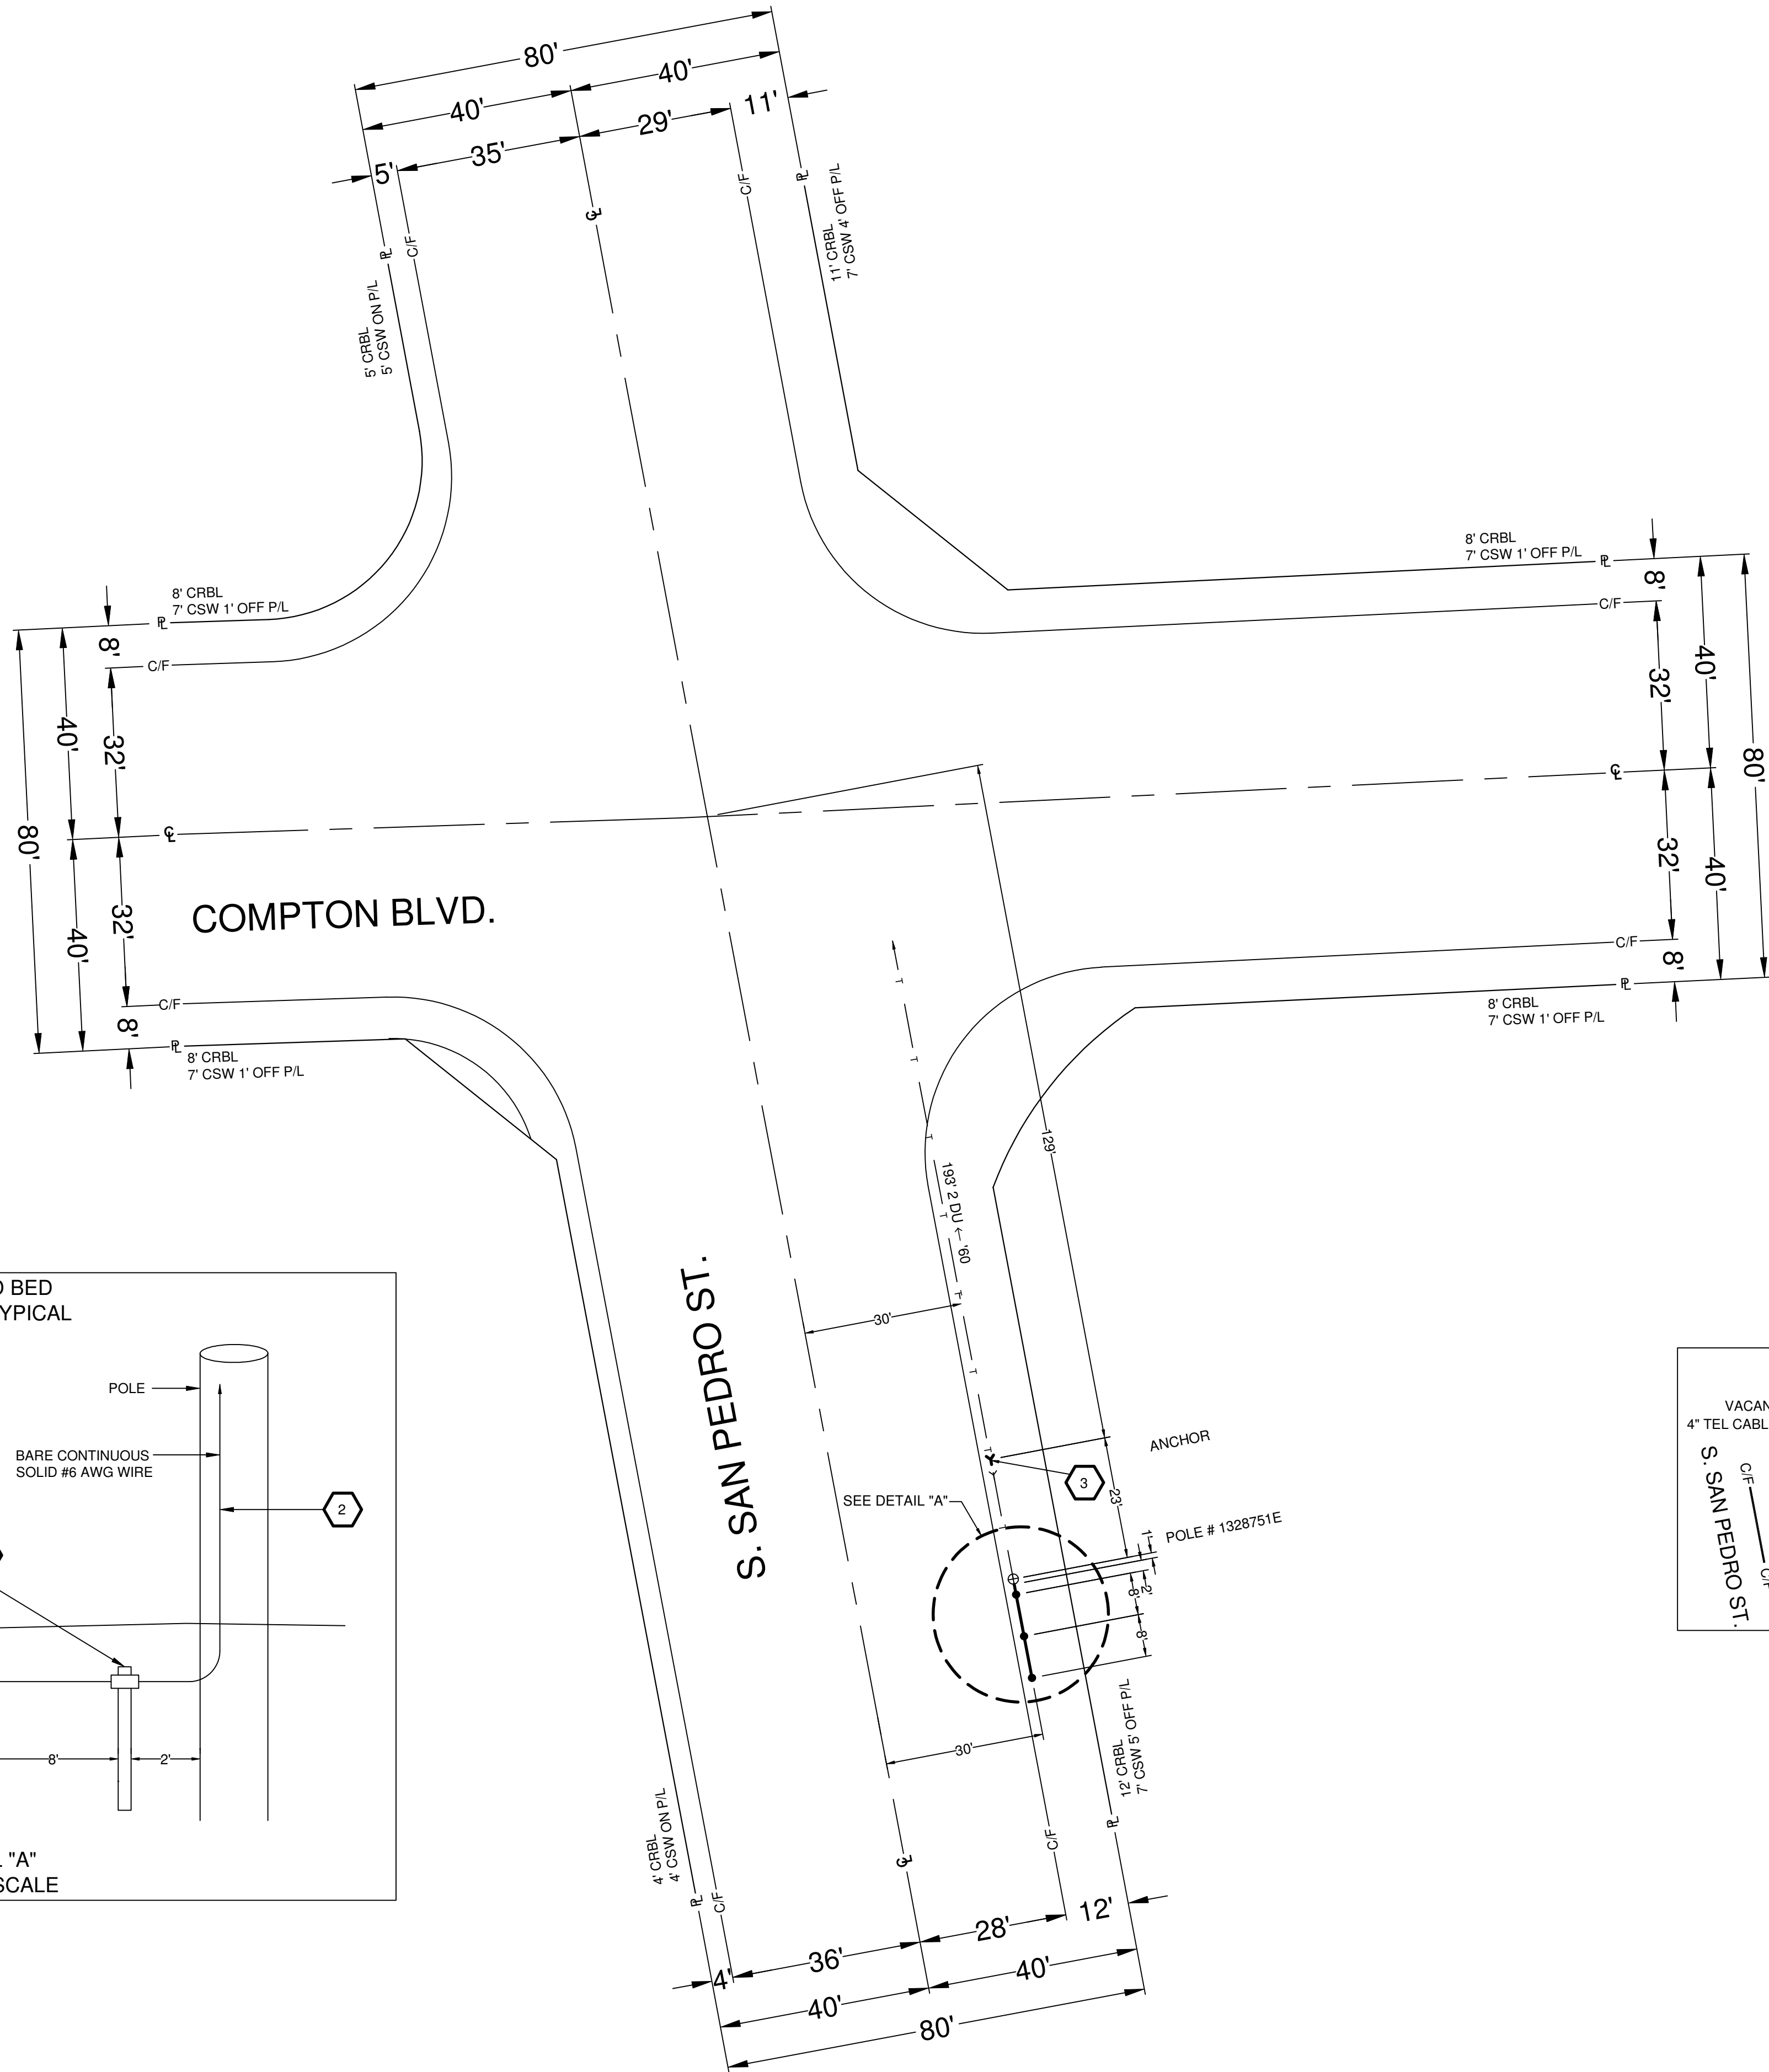 80'
40'
40'
5'
35'
29'
11'
℄
C/F
℄
C/F
℄
5' CRBL
5' CSW ON P/L
11' CRBL
7' CSW 4' OFF P/L
8' CRBL
7' CSW 1' OFF P/L
℄
C/F
8'
32'
40'
80'
32'
40'
8'
℄
COMPTON BLVD.
C/F
℄
8' CRBL
7' CSW 1' OFF P/L
8' CRBL
7' CSW 1' OFF P/L
℄
C/F
8'
32'
40'
80'
℄
32'
40'
8'
C/F
℄
8' CRBL
7' CSW 1' OFF P/L
T
T
T
T
T
T
T
T
T
129'
193' 2 DU ← '60
30'
S. SAN PEDRO ST.
ANCHOR
3
23'
SEE DETAIL "A"
POLE # 1328751E
1'
2'
8'
8'
30'
12' CRBL
7' CSW 5' OFF P/L
4' CRBL
4' CSW ON P/L
℄
C/F
℄
C/F
℄
4'
36'
28'
12'
40'
40'
80'
BED
POLE
BARE CONTINUOUS
SOLID #6 AWG WIRE
2
8'
2'
"A"
4" TEL
S. SAN PEDRO ST.
C/F